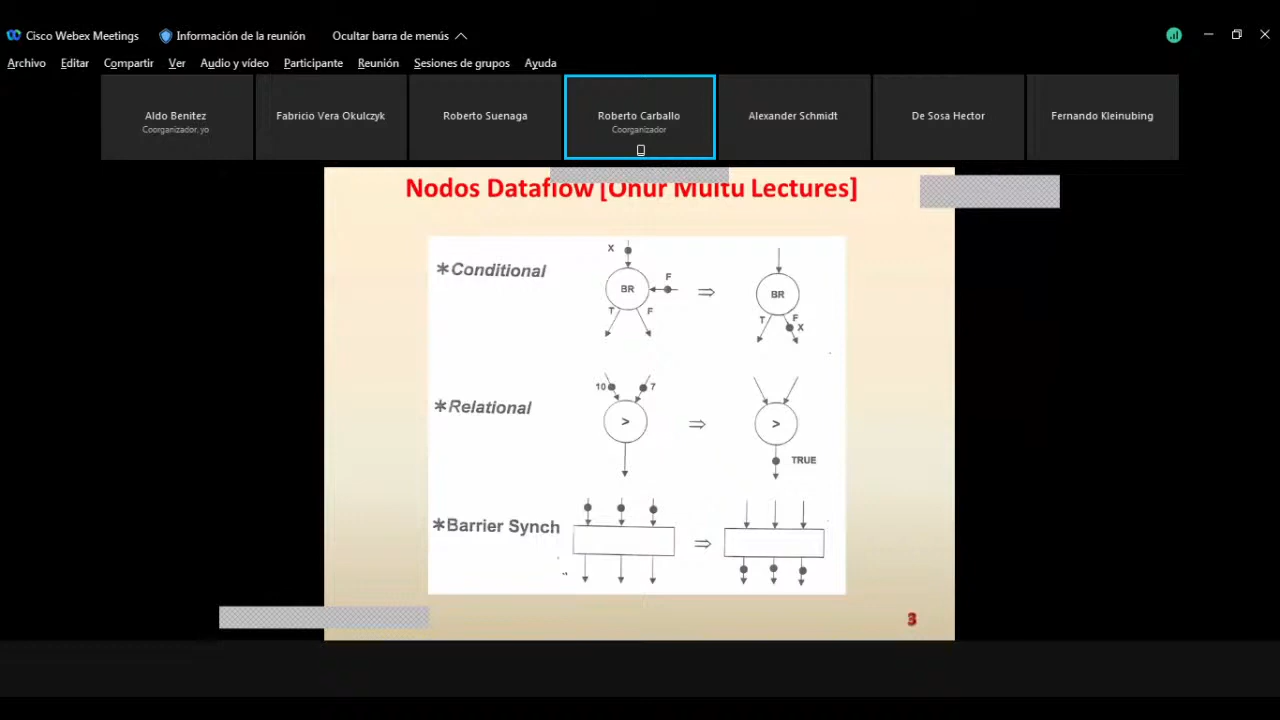 Cisco Webex Meetings
Información de la reunión
Ocultar barra de menús
Archivo Editar Compartir Ver Audio y vídeo Participante Reunión Sesiones de grupos Ayuda
Aldo Benitez
Coorganizador, yo
Fabricio Vera Okulczyk
Roberto Suenaga
Roberto Carballo
Coorganizador
Alexander Schmidt
De Sosa Hector
Fernando Kleinubing
Nodos Dataflow [Onur Multu Lectures]
*Conditional
X
BR
F
T F
⇒
BR
T F
X
*Relational
10 7
>
⇒
>
TRUE
*Barrier Synch
⇒
3